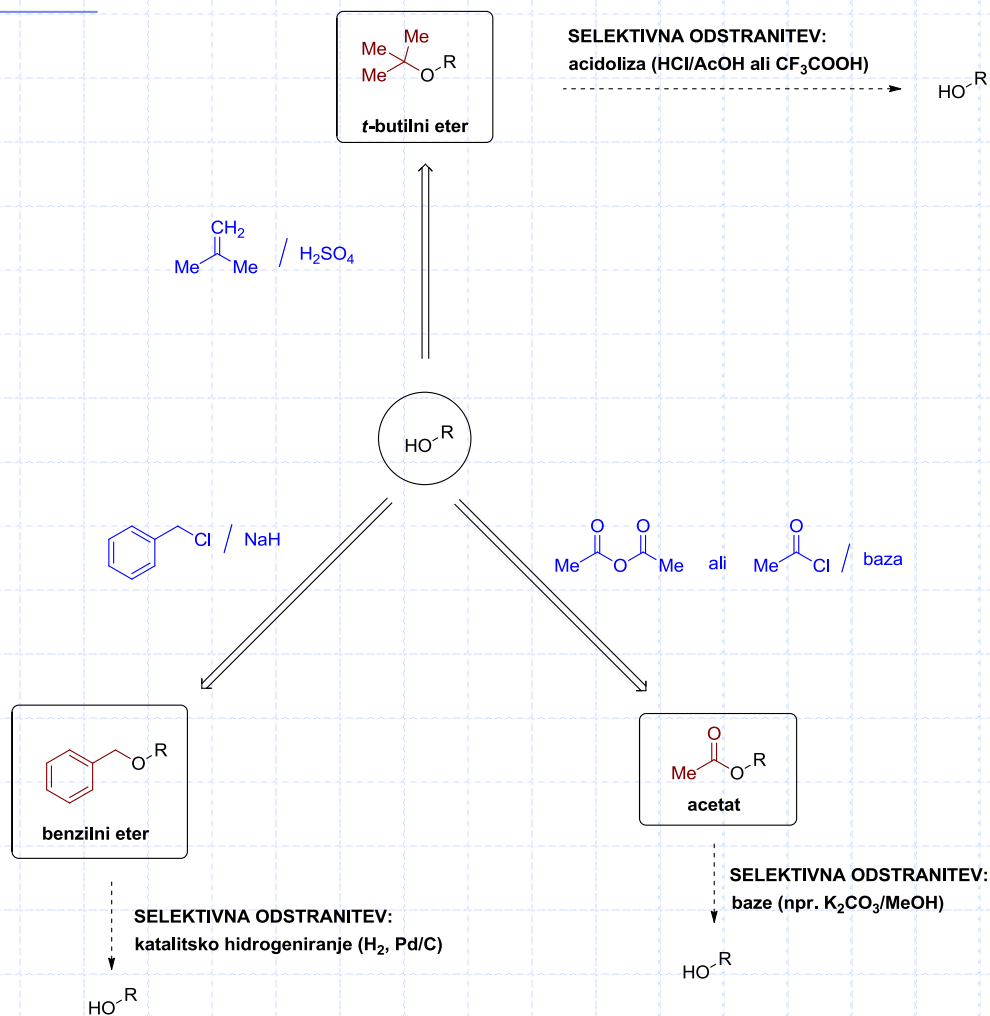 Me
Me
Me
O
R
t-butilni eter
SELEKTIVNA ODSTRANITEV:
acidoliza (HCl/AcOH ali CF₃COOH)
HO
R
CH₂
Me
Me
/ H₂SO₄
HO
R
Cl / NaH
O
O
Me
O
Me
ali
O
Me
Cl / baza
O
R
benzilni eter
O
Me
O
R
acetat
SELEKTIVNA ODSTRANITEV:
katalitsko hidrogeniranje (H₂, Pd/C)
HO
R
SELEKTIVNA ODSTRANITEV:
baze (npr. K₂CO₃/MeOH)
HO
R